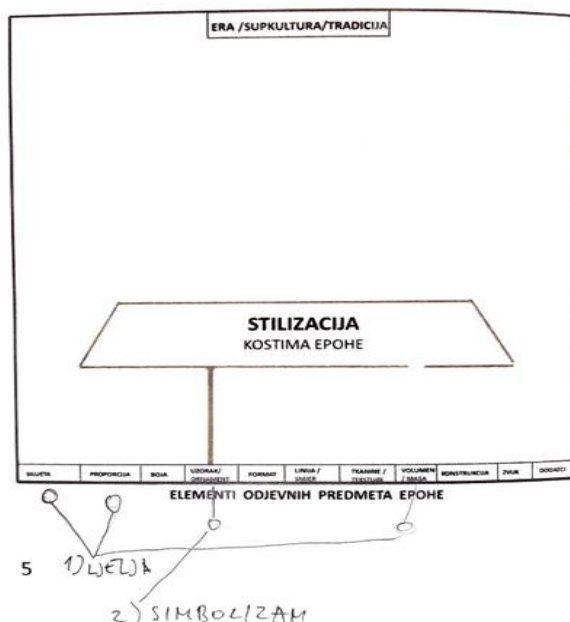 ERA /SUPKULTURA/TRADICIJA
STILIZACIJA
KOSTIMA EPOHE
SILUETA PROPORCIJA BOJA UZORAK/ ORNAMENT FORMAT LINIJA / SMJER TKANINE / TEKSTURE VOLUMEN / MASA KONSTRUKCIJA ZVUK DODATCI
ELEMENTI ODJEVNIH PREDMETA EPOHE
5 1)
2) SIMBOLIZAM